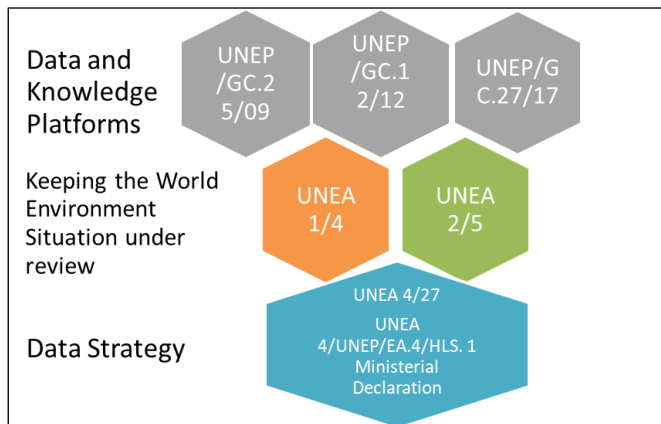 Data and
Knowledge
Platforms
UNEP
/GC.2
5/09
UNEP
/GC.1
2/12
UNEP/G
C.27/17
Keeping the World
Environment
Situation under
review
UNEA
1/4
UNEA
2/5
Data Strategy
UNEA 4/27
UNEA
4/UNEP/EA.4/HLS. 1
Ministerial
Declaration